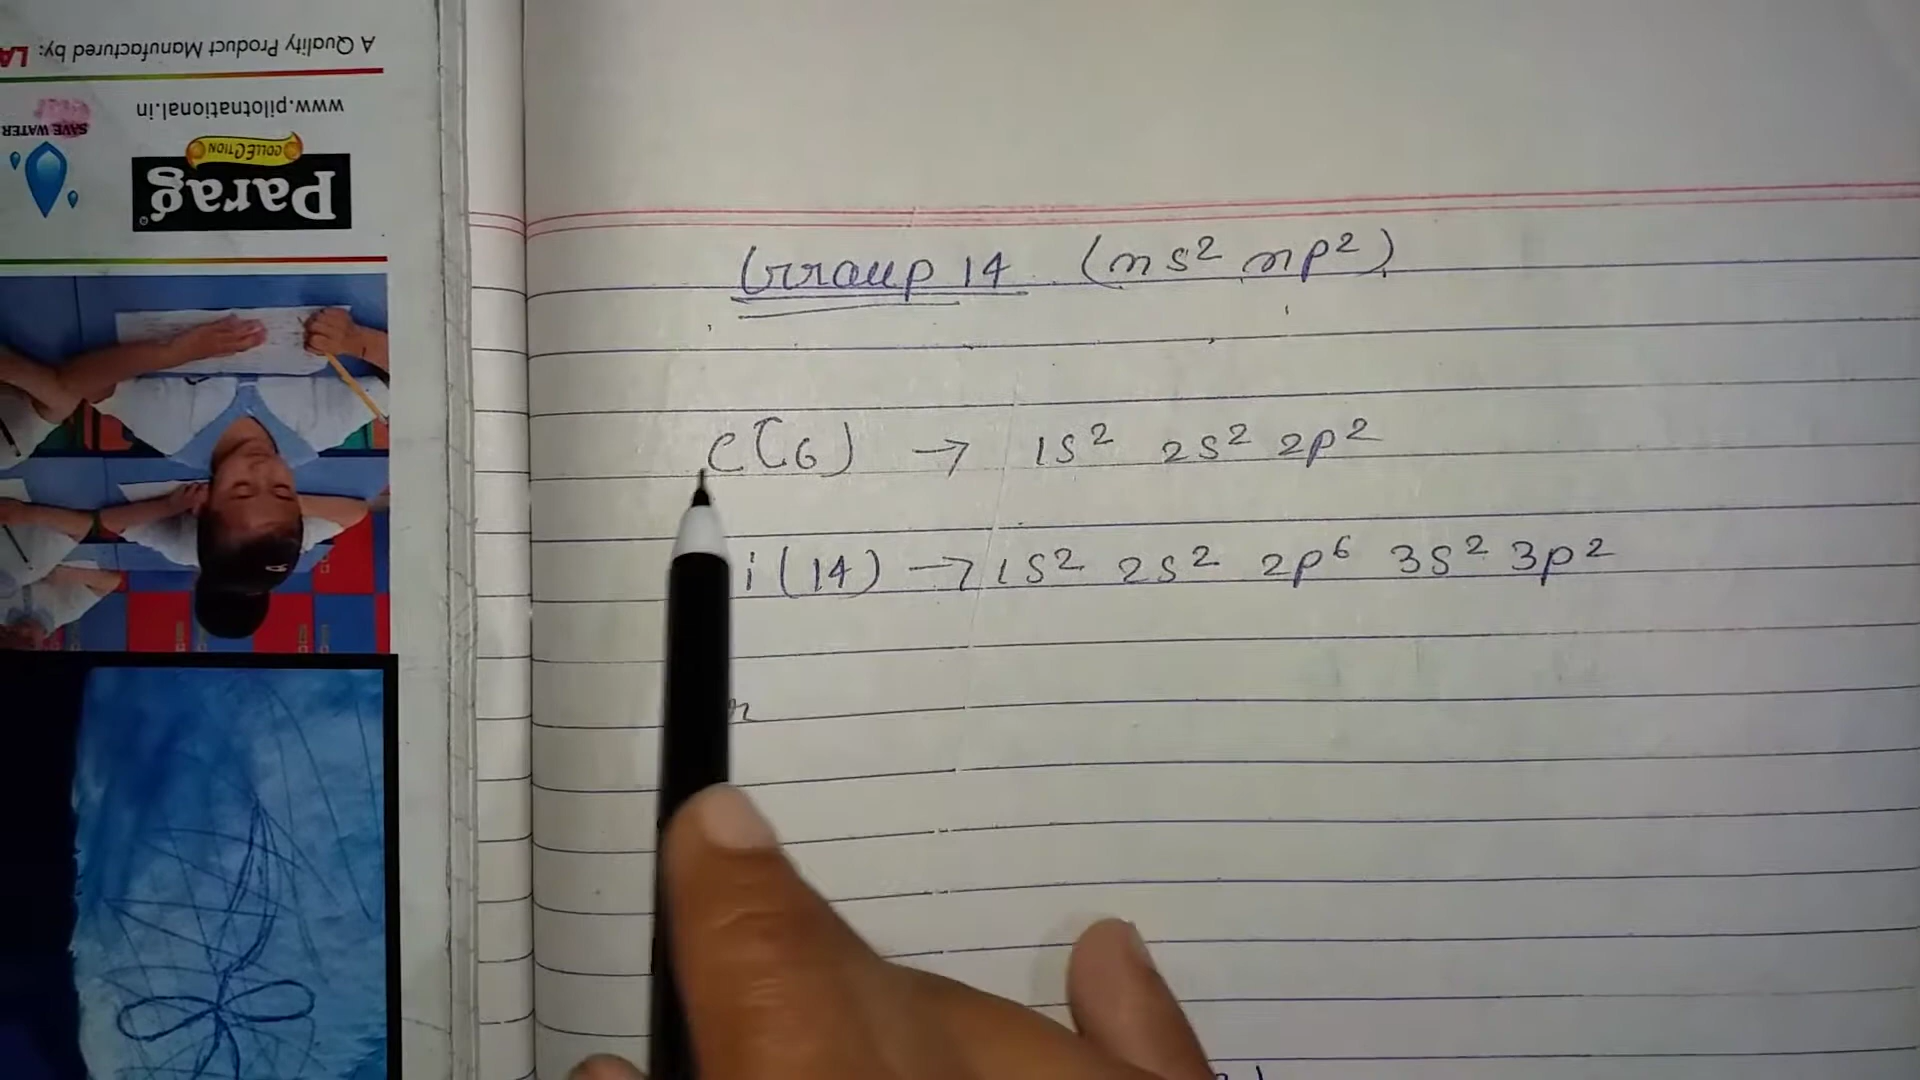 A Quality Product Manufactured by: LA
www.pilotnational.in
SAVE WATER
COLLECTION
Parag
Group 14 (ns² np²)
C(6) → 1s² 2s² 2p²
i(14) → 1s² 2s² 2p⁶ 3s² 3p²